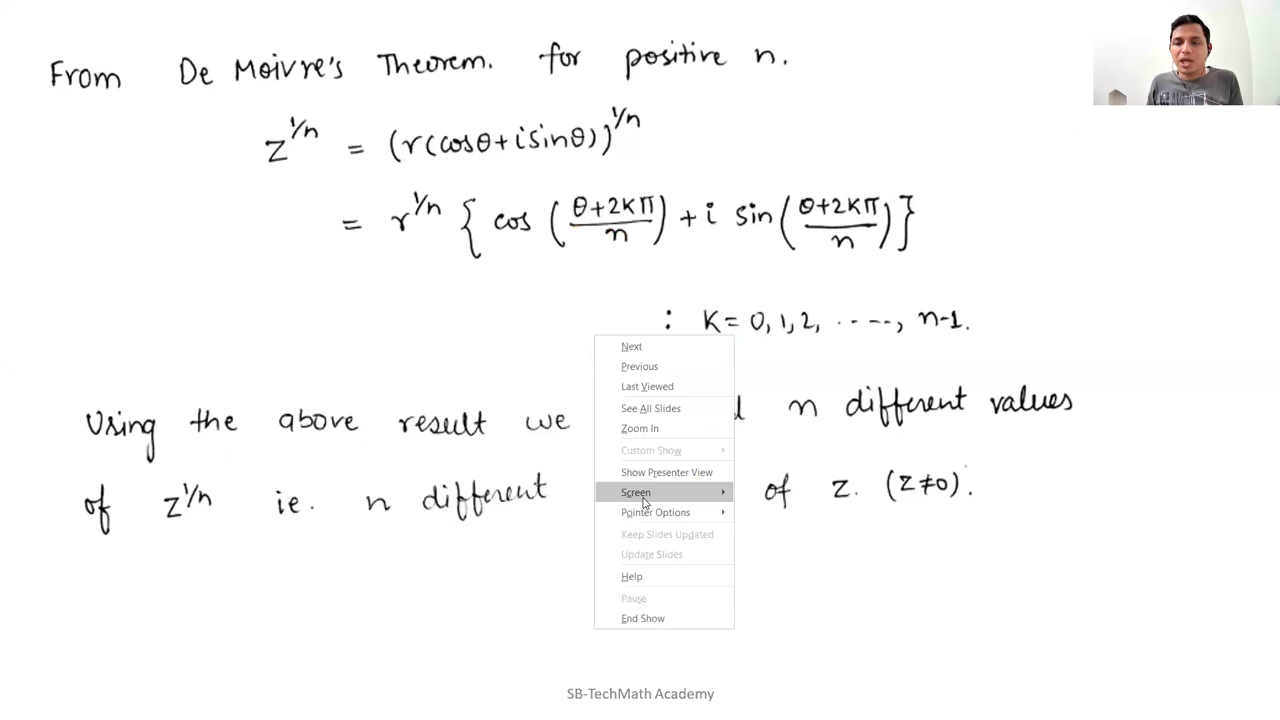 From De Moivre's Theorem. for positive n.
z^{1/n} = (r(cosθ+isinθ))^{1/n}
= r^{1/n} { cos ((θ+2kπ)/n) + i sin ((θ+2kπ)/n) }
: K = 0, 1, 2, -----, n-1.
Next
Previous
Last Viewed
See All Slides
Zoom In
Custom Show
Show Presenter View
Screen
Pointer Options
Keep Slides Updated
Update Slides
Help
Pause
End Show
Using the above result we n different values
of z^{1/n} ie. n different of z. (z≠0).
SB-TechMath Academy